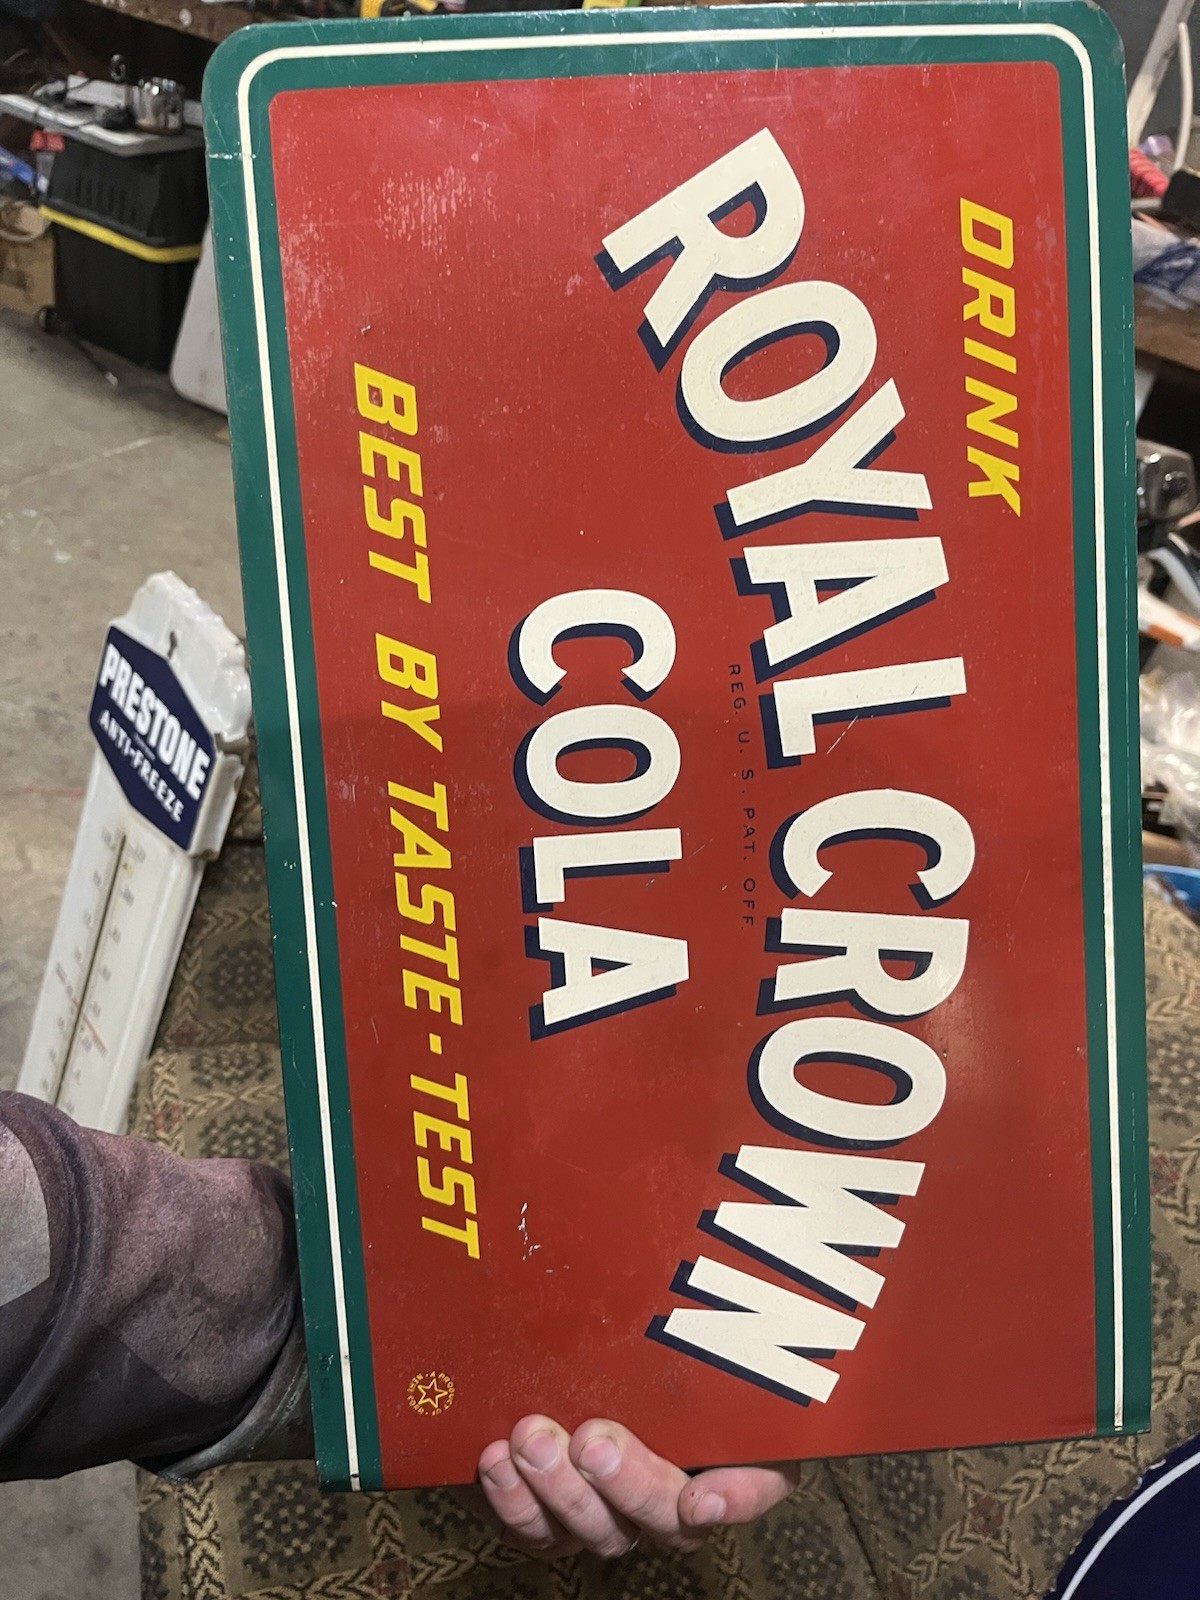 DRINK
ROYAL CROWN
REG. U. S. PAT. OFF.
COLA
BEST BY TASTE-TEST
PRESTONE
ANTI-FREEZE